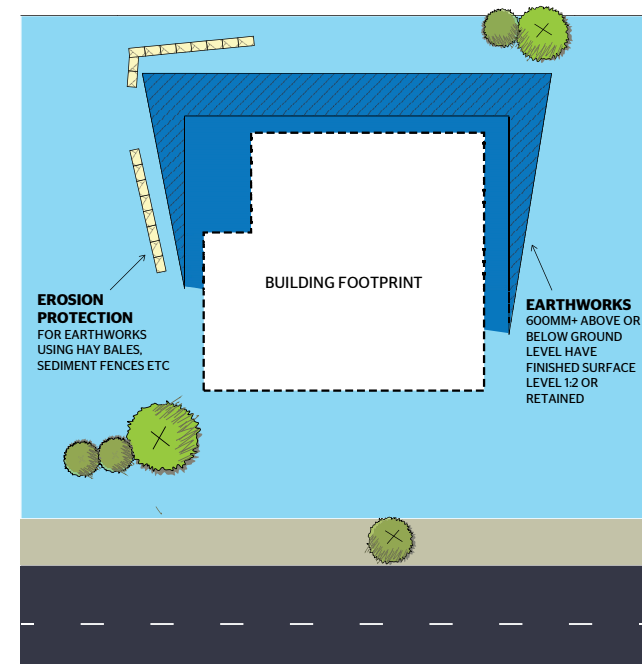 BUILDING FOOTPRINT
EROSION
PROTECTION
FOR EARTHWORKS
USING HAY BALES,
SEDIMENT FENCES ETC
EARTHWORKS
600MM+ ABOVE OR
BELOW GROUND
LEVEL HAVE
FINISHED SURFACE
LEVEL 1:2 OR
RETAINED